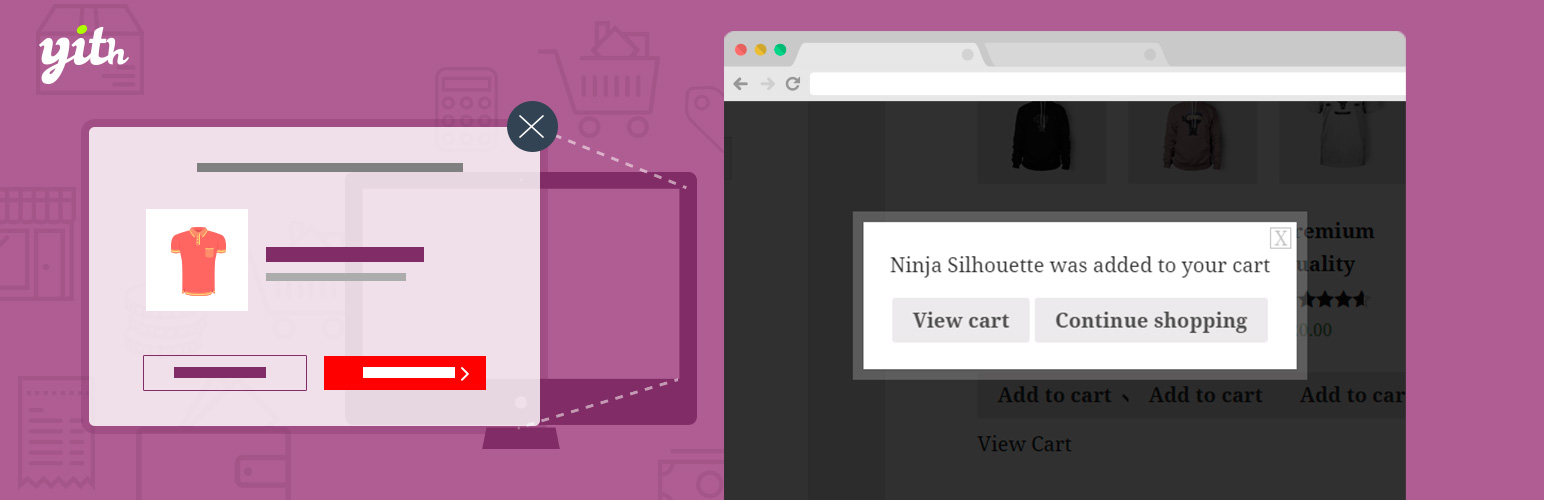 yith
remium
uality
0.00
X
Ninja Silhouette was added to your cart
View cart Continue shopping
Add to cart Add to cart Add to car
View Cart